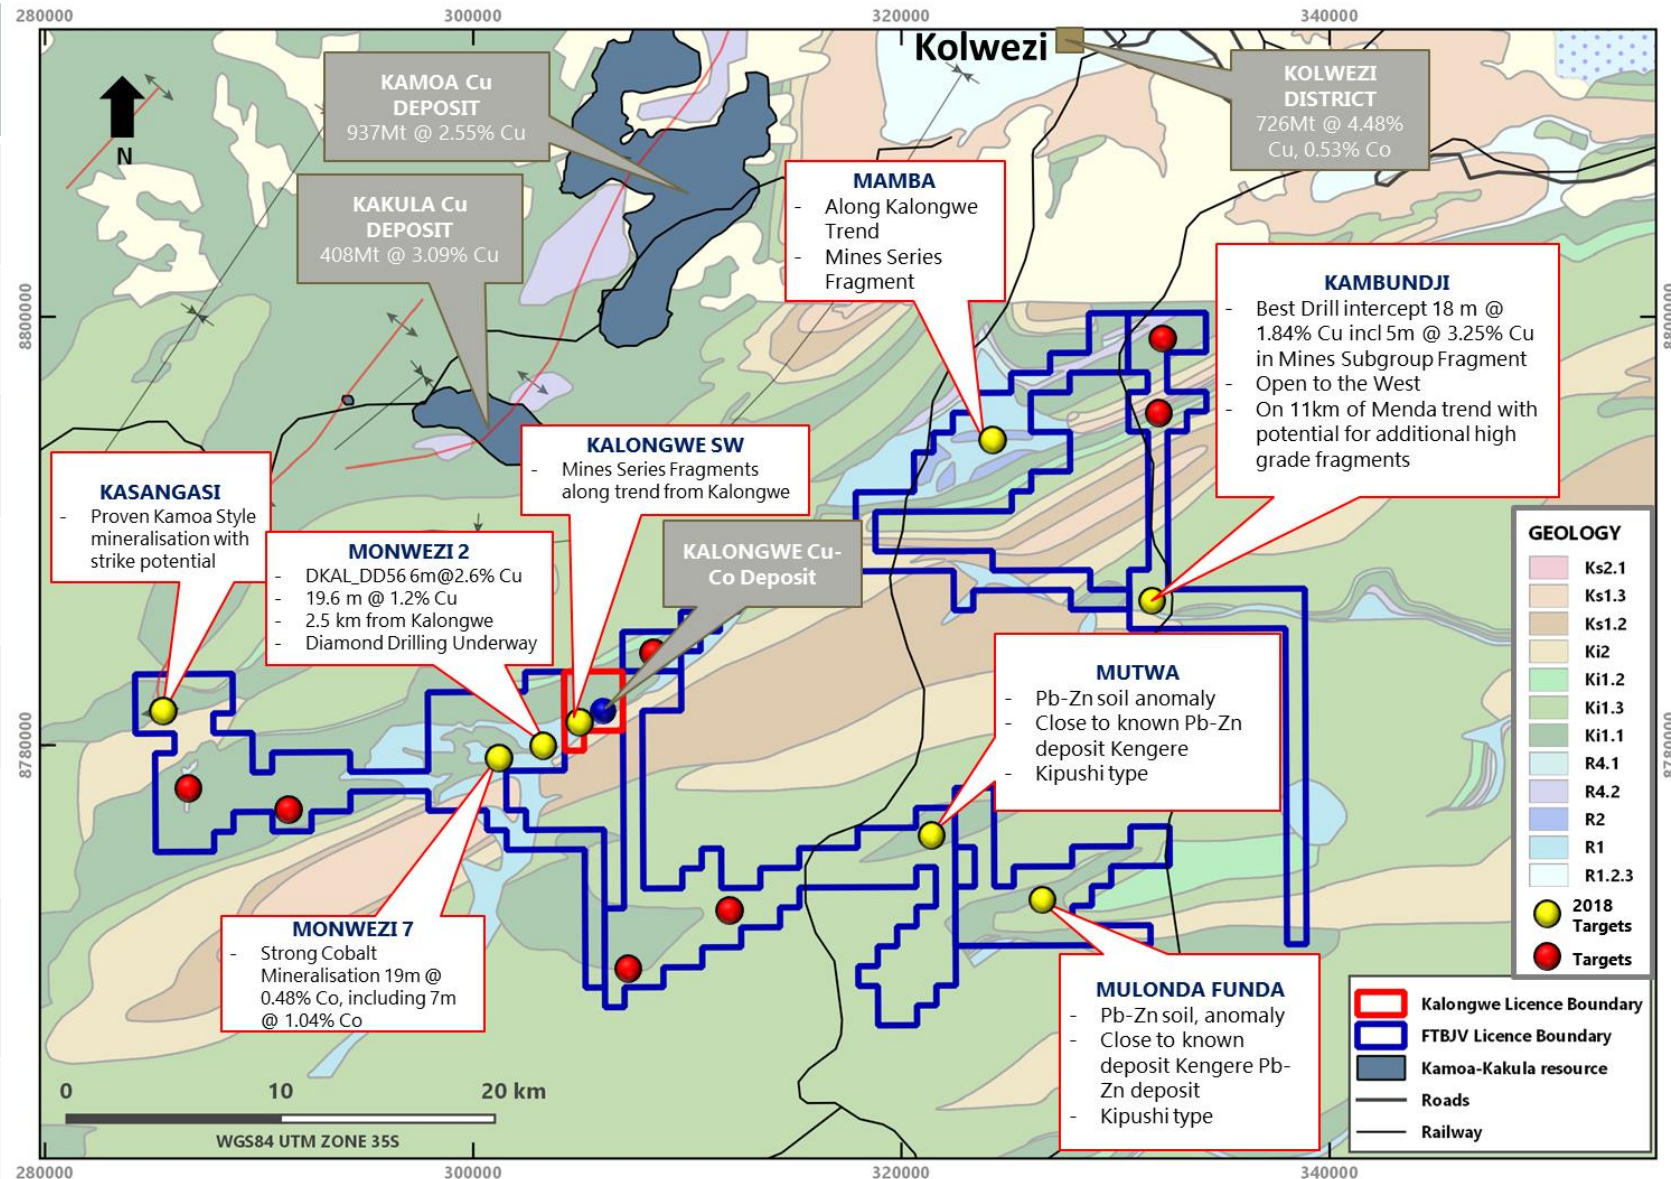 280000
300000
320000
340000
Kolwezi
KAMOA Cu
DEPOSIT
937Mt @ 2.55% Cu
KOLWEZI
DISTRICT
726Mt @ 4.48%
Cu, 0.53% Co
N
KAKULA Cu
DEPOSIT
408Mt @ 3.09% Cu
MAMBA
- Along Kalongwe
Trend
- Mines Series
Fragment
KAMBUNDJI
- Best Drill intercept 18 m @
1.84% Cu incl 5m @ 3.25% Cu
in Mines Subgroup Fragment
- Open to the West
- On 11km of Menda trend with
potential for additional high
grade fragments
8800000
8800000
KALONGWE SW
- Mines Series Fragments
along trend from Kalongwe
KASANGASI
- Proven Kamoa Style
mineralisation with
strike potential
MONWEZI 2
- DKAL_DD56 6m@2.6% Cu
- 19.6 m @ 1.2% Cu
- 2.5 km from Kalongwe
- Diamond Drilling Underway
KALONGWE Cu-
Co Deposit
MUTWA
- Pb-Zn soil anomaly
- Close to known Pb-Zn
deposit Kengere
- Kipushi type
8780000
8780000
MONWEZI 7
- Strong Cobalt
Mineralisation 19m @
0.48% Co, including 7m
@ 1.04% Co
MULONDA FUNDA
- Pb-Zn soil, anomaly
- Close to known
deposit Kengere Pb-
Zn deposit
- Kipushi type
GEOLOGY
Ks2.1
Ks1.3
Ks1.2
Ki2
Ki1.2
Ki1.3
Ki1.1
R4.1
R4.2
R2
R1
R1.2.3
2018
Targets
Targets
Kalongwe Licence Boundary
FTBJV Licence Boundary
Kamoa-Kakula resource
Roads
Railway
0 10 20 km
WGS84 UTM ZONE 35S
280000
300000
320000
340000